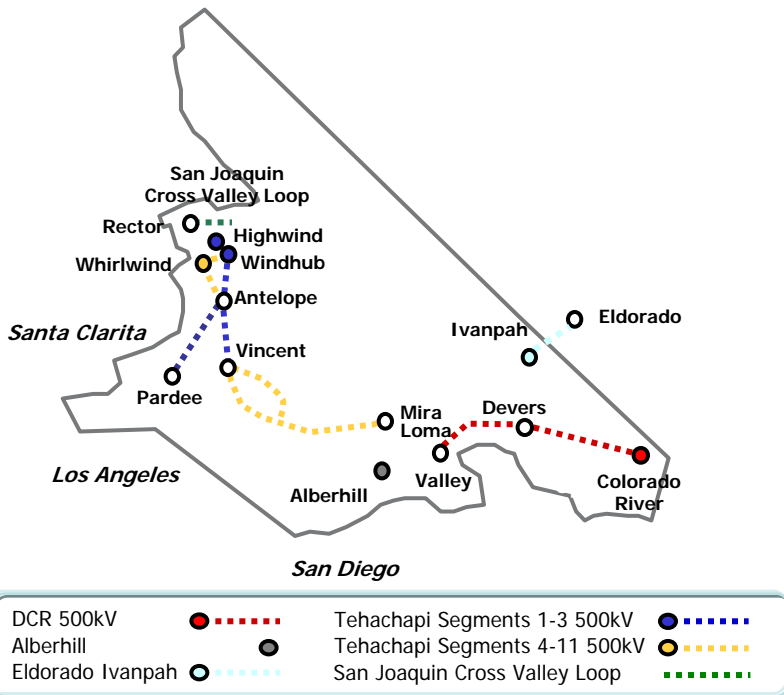 San Joaquin
Cross Valley Loop
Rector
Highwind
Whirlwind
Windhub
Antelope
Eldorado
Ivanpah
Santa Clarita
Vincent
Pardee
Devers
Mira
Loma
Los Angeles
Valley
Alberhill
Colorado
River
San Diego
DCR 500kV
Tehachapi Segments 1-3 500kV
Alberhill
Tehachapi Segments 4-11 500kV
Eldorado Ivanpah
San Joaquin Cross Valley Loop